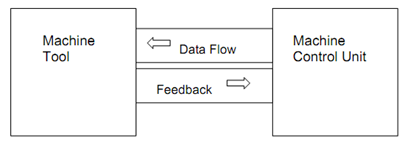 Machine
Tool
Data Flow
Feedback
Machine
Control Unit